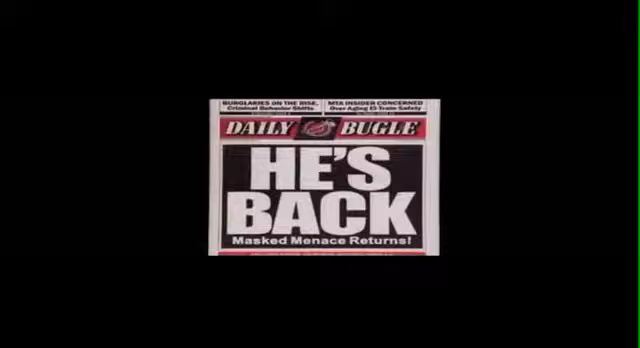 BURGLARIES ON THE RISE,
Criminal Behavior Shifts
MTA INSIDER CONCERNED
Over Aging El Train Safety
DAILY BUGLE
HE'S
BACK
Masked Menace Returns!